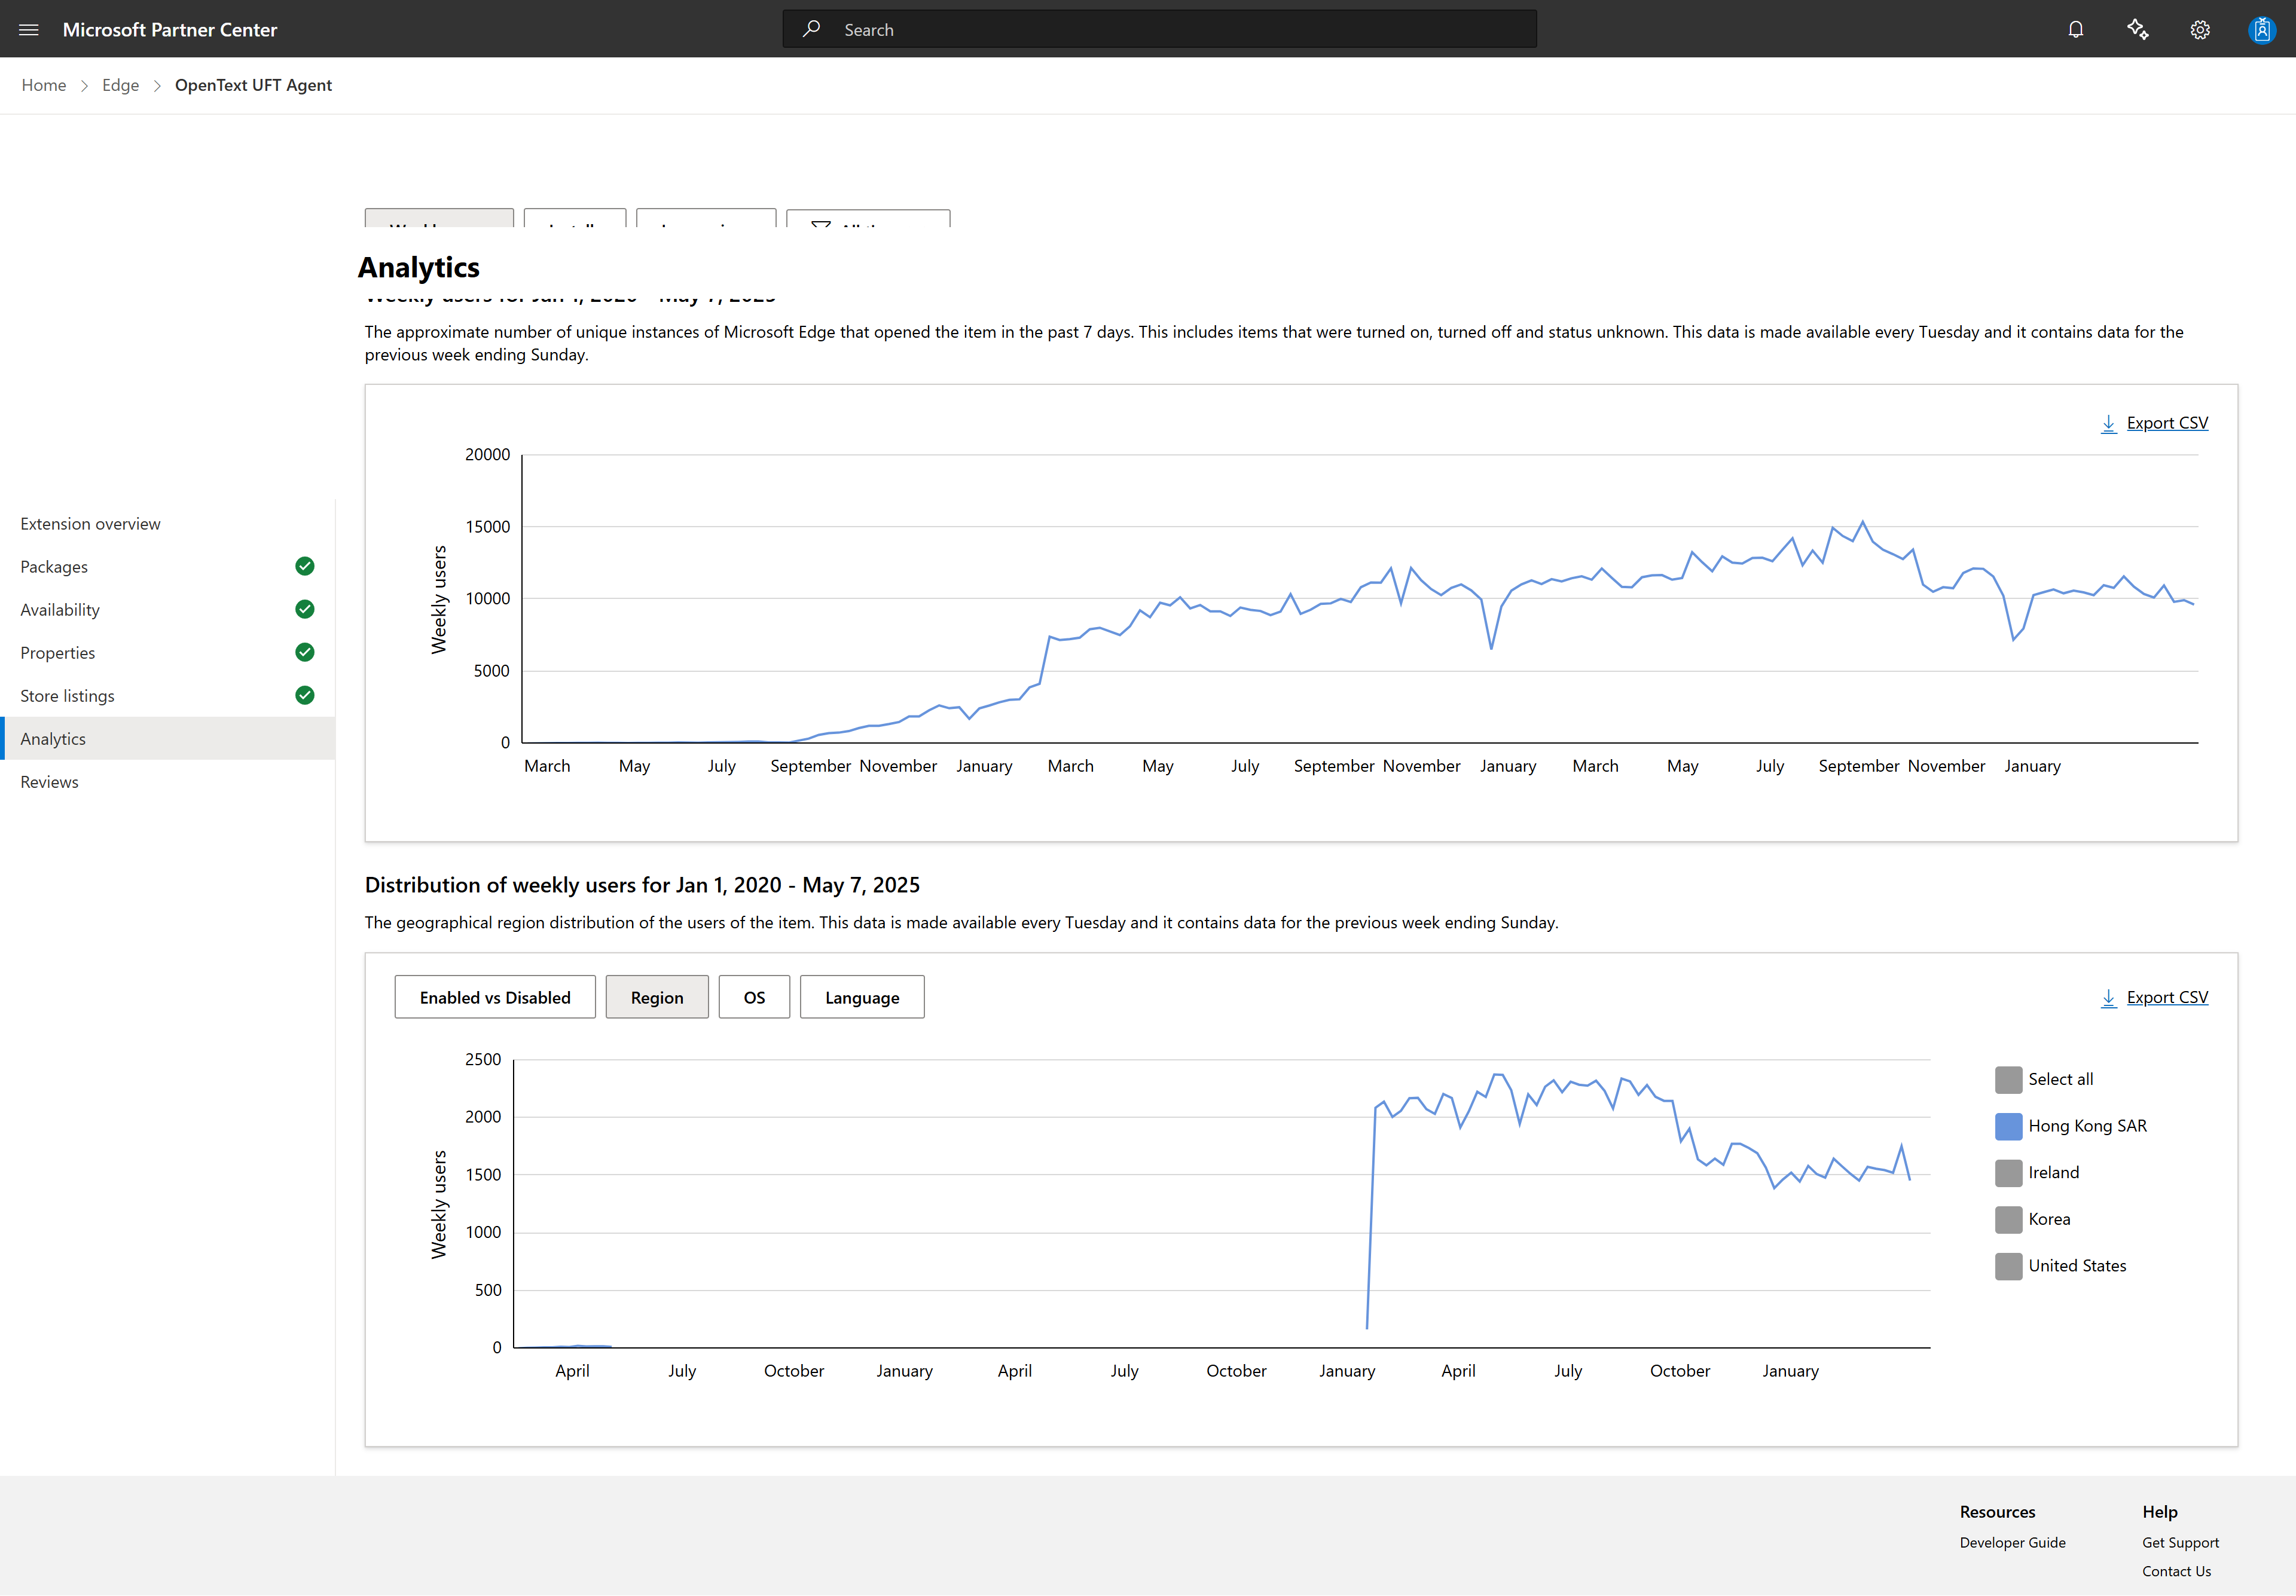 Microsoft Partner Center
Search
Home > Edge > OpenText UFT Agent
Analytics
Weekly users for Jan 1, 2020 - May 7, 2025
The approximate number of unique instances of Microsoft Edge that opened the item in the past 7 days. This includes items that were turned on, turned off and status unknown. This data is made available every Tuesday and it contains data for the
previous week ending Sunday.
Extension overview
Packages
Availability
Properties
Store listings
Analytics
Reviews
Export CSV
Weekly users
20000
15000
10000
5000
0
March May July September November January March May July September November January March May July September November January
Distribution of weekly users for Jan 1, 2020 - May 7, 2025
The geographical region distribution of the users of the item. This data is made available every Tuesday and it contains data for the previous week ending Sunday.
Enabled vs Disabled Region OS Language
Export CSV
Weekly users
2500
2000
1500
1000
500
0
April July October January April July October January April July October January
Select all
Hong Kong SAR
Ireland
Korea
United States
Resources
Developer Guide
Help
Get Support
Contact Us